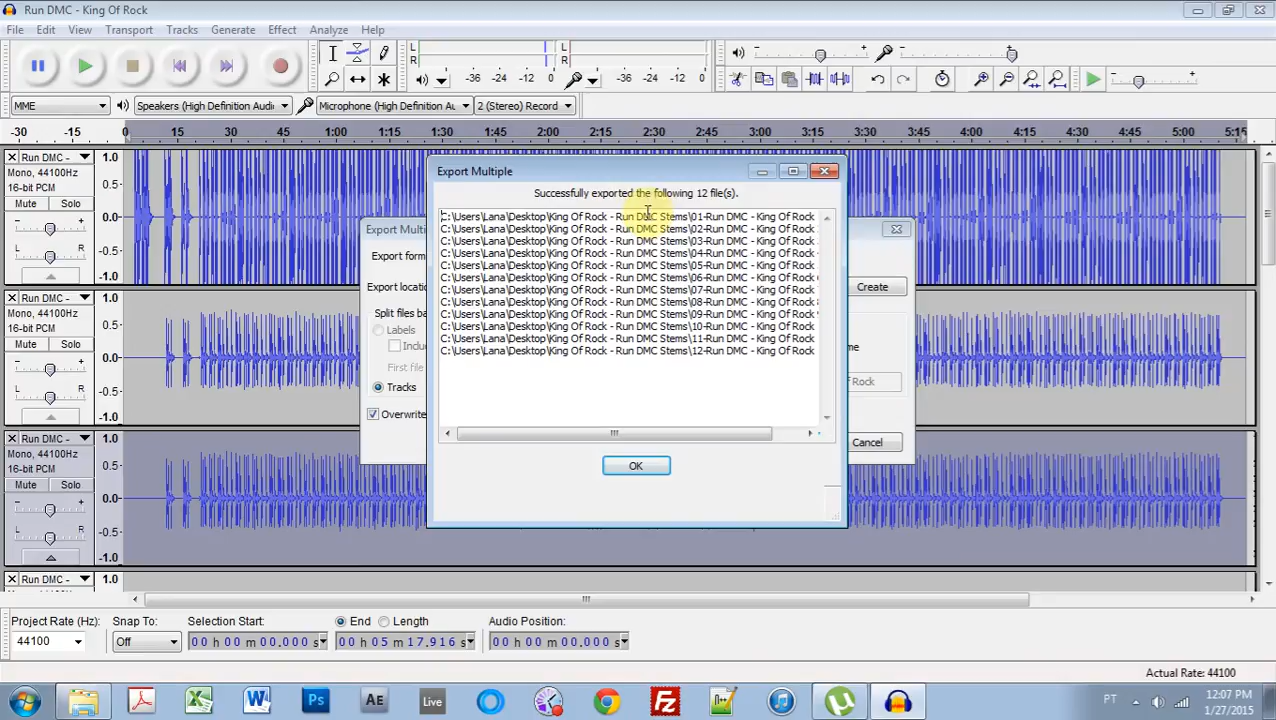 Run DMC - King Of Rock
File Edit View Transport Tracks Generate Effect Analyze Help
L
R
-36 -24 -12 0
L
R
-36 -24 -12 0
MME Speakers (High Definition Audi Microphone (High Definition Au 2 (Stereo) Record
-30 -15 0 15 30 45 1:00 1:15 1:30 1:45 2:00 2:15 2:30 2:45 3:00 3:15 3:30 3:45 4:00 4:15 4:30 4:45 5:00 5:15
Run DMC - 1.0
Mono, 44100Hz
16-bit PCM 0.5
Mute Solo
0.0
L R
-0.5
-1.0
Run DMC - 1.0
Mono, 44100Hz
16-bit PCM 0.5
Mute Solo
0.0
L R
-0.5
-1.0
Run DMC - 1.0
Mono, 44100Hz
16-bit PCM 0.5
Mute Solo
0.0
L R
-0.5
-1.0
Run DMC - 1.0
Export Multi
Export form
Export locatio
Create
Split files ba
Labels
Inclu
First file
me
Tracks
f Rock
Overwrite
Cancel
Export Multiple
Successfully exported the following 12 file(s).
C:\Users\Lana\Desktop\King Of Rock - Run DMC Stems\01-Run DMC - King Of Rock
C:\Users\Lana\Desktop\King Of Rock - Run DMC Stems\02-Run DMC - King Of Rock
C:\Users\Lana\Desktop\King Of Rock - Run DMC Stems\03-Run DMC - King Of Rock
C:\Users\Lana\Desktop\King Of Rock - Run DMC Stems\04-Run DMC - King Of Rock
C:\Users\Lana\Desktop\King Of Rock - Run DMC Stems\05-Run DMC - King Of Rock
C:\Users\Lana\Desktop\King Of Rock - Run DMC Stems\06-Run DMC - King Of Rock
C:\Users\Lana\Desktop\King Of Rock - Run DMC Stems\07-Run DMC - King Of Rock
C:\Users\Lana\Desktop\King Of Rock - Run DMC Stems\08-Run DMC - King Of Rock
C:\Users\Lana\Desktop\King Of Rock - Run DMC Stems\09-Run DMC - King Of Rock
C:\Users\Lana\Desktop\King Of Rock - Run DMC Stems\10-Run DMC - King Of Rock
C:\Users\Lana\Desktop\King Of Rock - Run DMC Stems\11-Run DMC - King Of Rock
C:\Users\Lana\Desktop\King Of Rock - Run DMC Stems\12-Run DMC - King Of Rock
OK
Project Rate (Hz): Snap To: Selection Start: End Length Audio Position:
44100 Off 00 h 00 m 00.000 s 00 h 05 m 17.916 s 00 h 00 m 00.000 s
Actual Rate: 44100
Ps Ae Live Fz PT 12:07 PM
1/27/2015